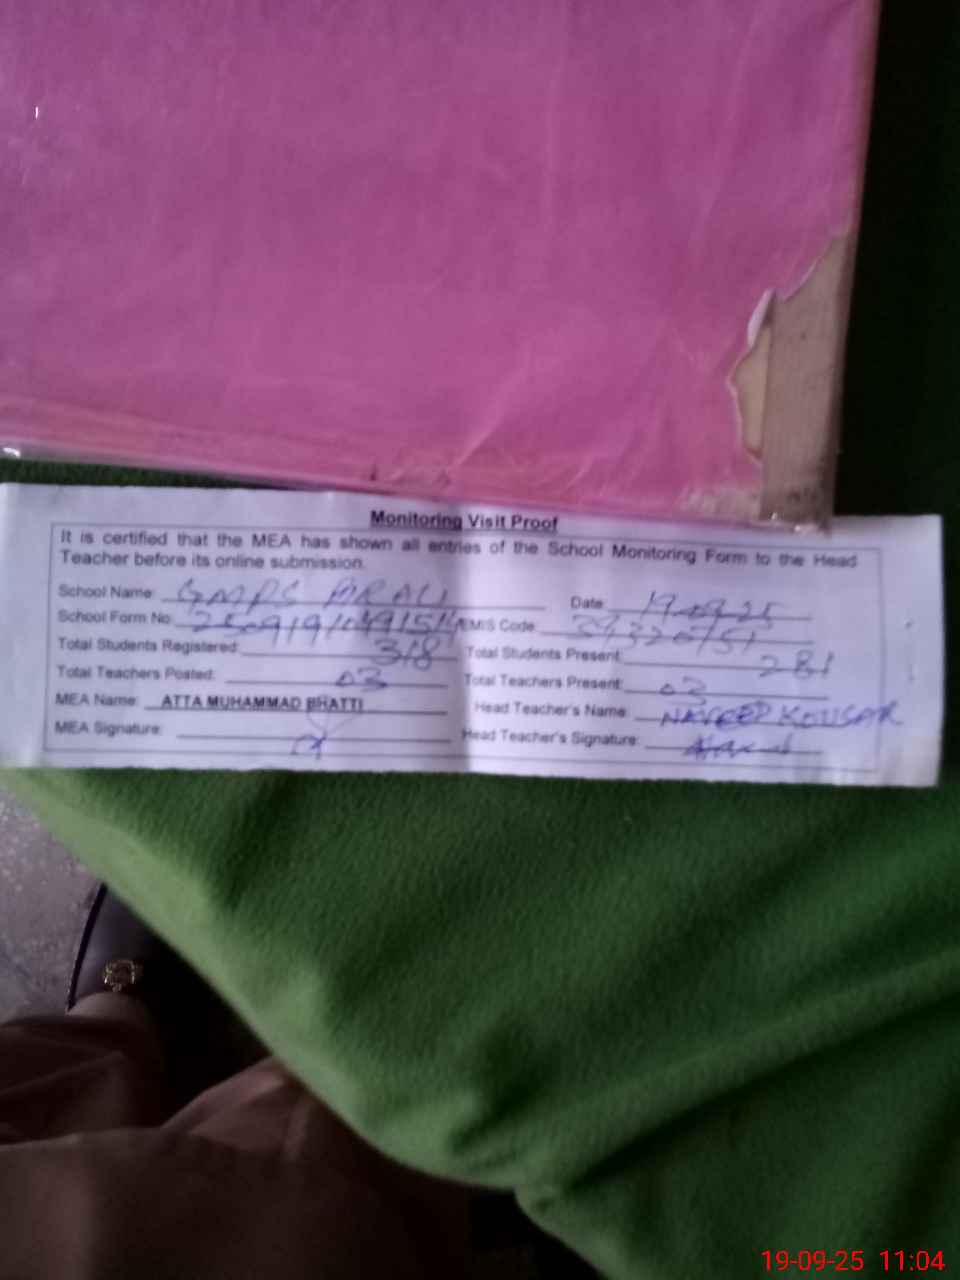 Monitoring Visit Proof
It is certified that the MEA has shown all entries of the School Monitoring Form to the Head
Teacher before its online submission.
School Name: GMPS Date: 19-09-25
School Form No: EMIS Code:
Total Students Registered: 318 Total Students Present: 281
Total Teachers Posted: 03 Total Teachers Present: 03
MEA Name: ATTA MUHAMMAD BHATTI Head Teacher's Name: NAVEED KOUSAR
MEA Signature: Head Teacher's Signature:
19-09-25 11:04